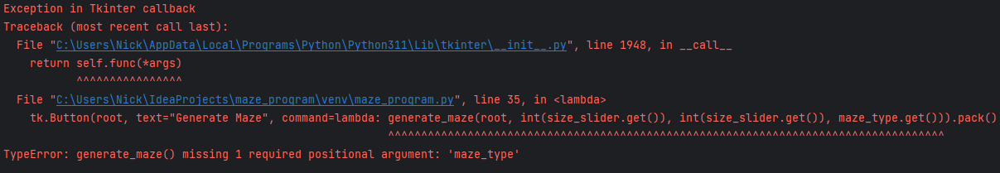 Exception in Tkinter callback
Traceback (most recent call last):
  File "C:\Users\Nick\AppData\Local\Programs\Python\Python311\Lib\tkinter\__init__.py", line 1948, in __call__
    return self.func(*args)
           ^^^^^^^^^^^^^^^^
  File "C:\Users\Nick\IdeaProjects\maze_program\venv\maze_program.py", line 35, in <lambda>
    tk.Button(root, text="Generate Maze", command=lambda: generate_maze(root, int(size_slider.get()), int(size_slider.get()), maze_type.get())).pack()
                                                          ^^^^^^^^^^^^^^^^^^^^^^^^^^^^^^^^^^^^^^^^^^^^^^^^^^^^^^^^^^^^^^^^^^^^^^^^^^^^^^^^^^^^
TypeError: generate_maze() missing 1 required positional argument: 'maze_type'